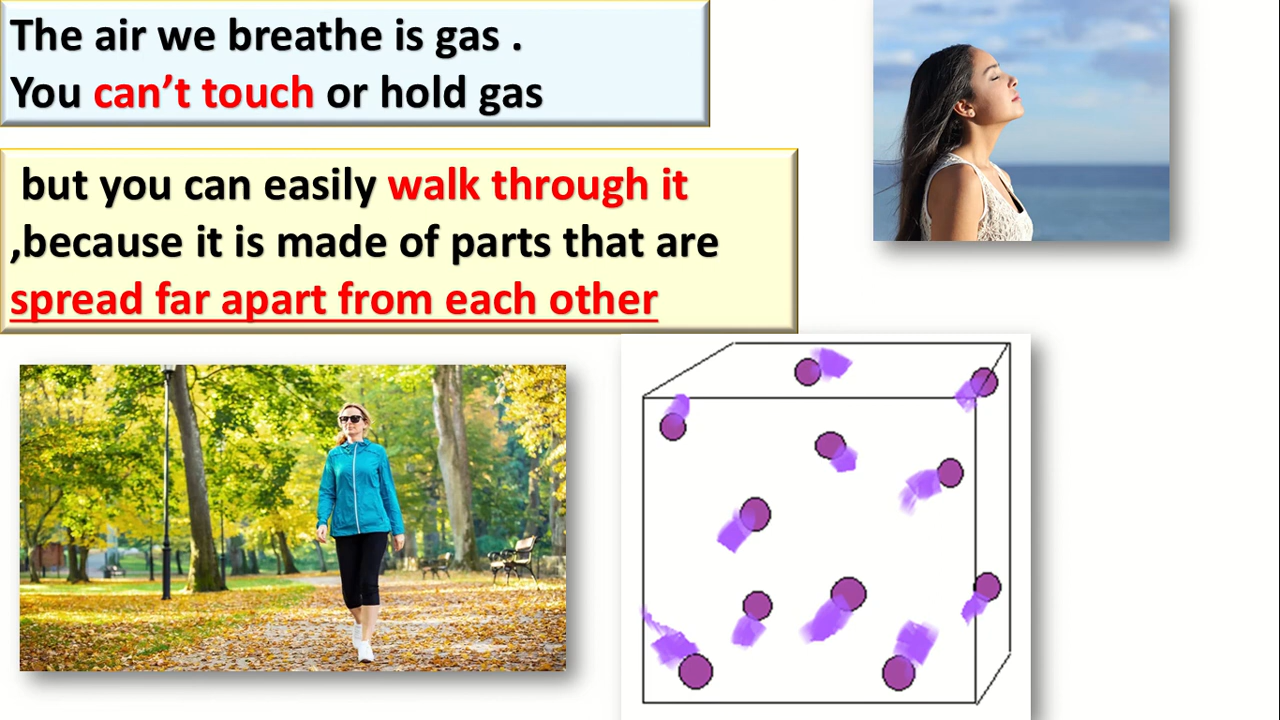 The air we breathe is gas .
You can’t touch or hold gas
but you can easily walk through it
,because it is made of parts that are
spread far apart from each other